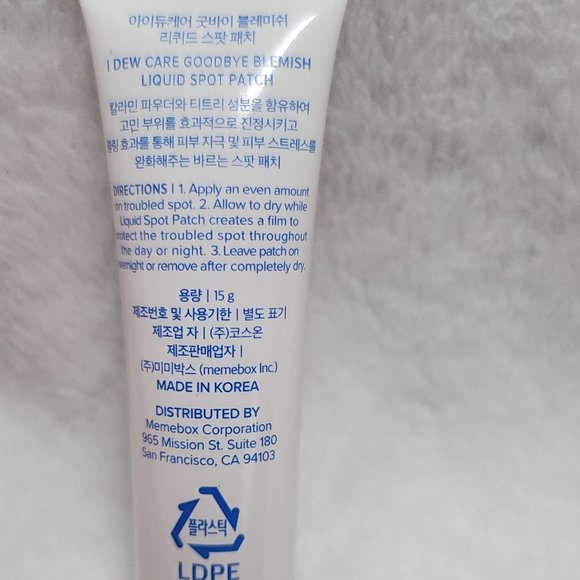 아이듀케어 굿바이 블레미쉬
리퀴드 스팟 패치
I DEW CARE GOODBYE BLEMISH
LIQUID SPOT PATCH
칼라민 파우더와 티트리 성분을 함유하여
고민 부위를 효과적으로 진정시키고
쿨링 효과를 통해 피부 자극 및 피부 스트레스를
완화해주는 바르는 스팟 패치
DIRECTIONS | 1. Apply an even amount
on troubled spot. 2. Allow to dry while
Liquid Spot Patch creates a film to
protect the troubled spot throughout
the day or night. 3. Leave patch on
overnight or remove after completely dry.
용량 | 15 g
제조번호 및 사용기한 | 별도 표기
제조업 자 | (주)코스온
제조판매업자 |
(주)미미박스 (memebox Inc.)
MADE IN KOREA
DISTRIBUTED BY
Memebox Corporation
965 Mission St. Suite 180
San Francisco, CA 94103
플라스틱
LDPE